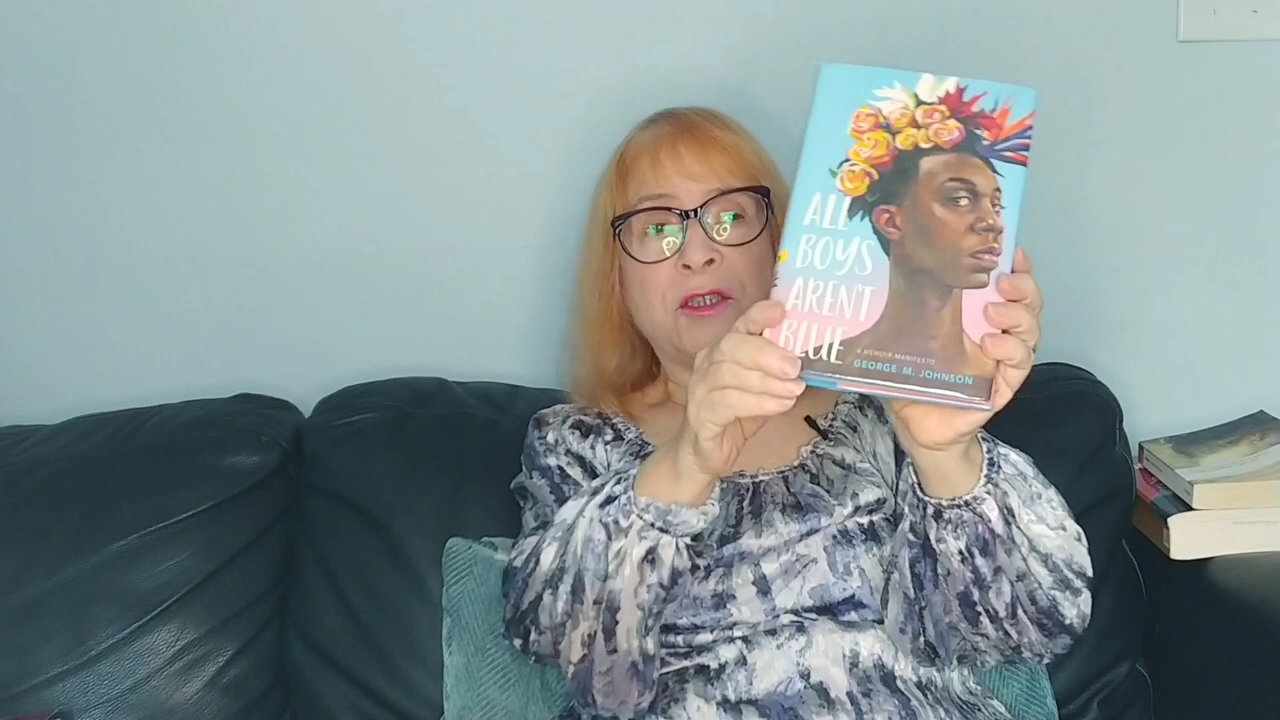 ALL
BOYS
AREN'T
BLUE
A MEMOIR-MANIFESTO
GEORGE M. JOHNSON